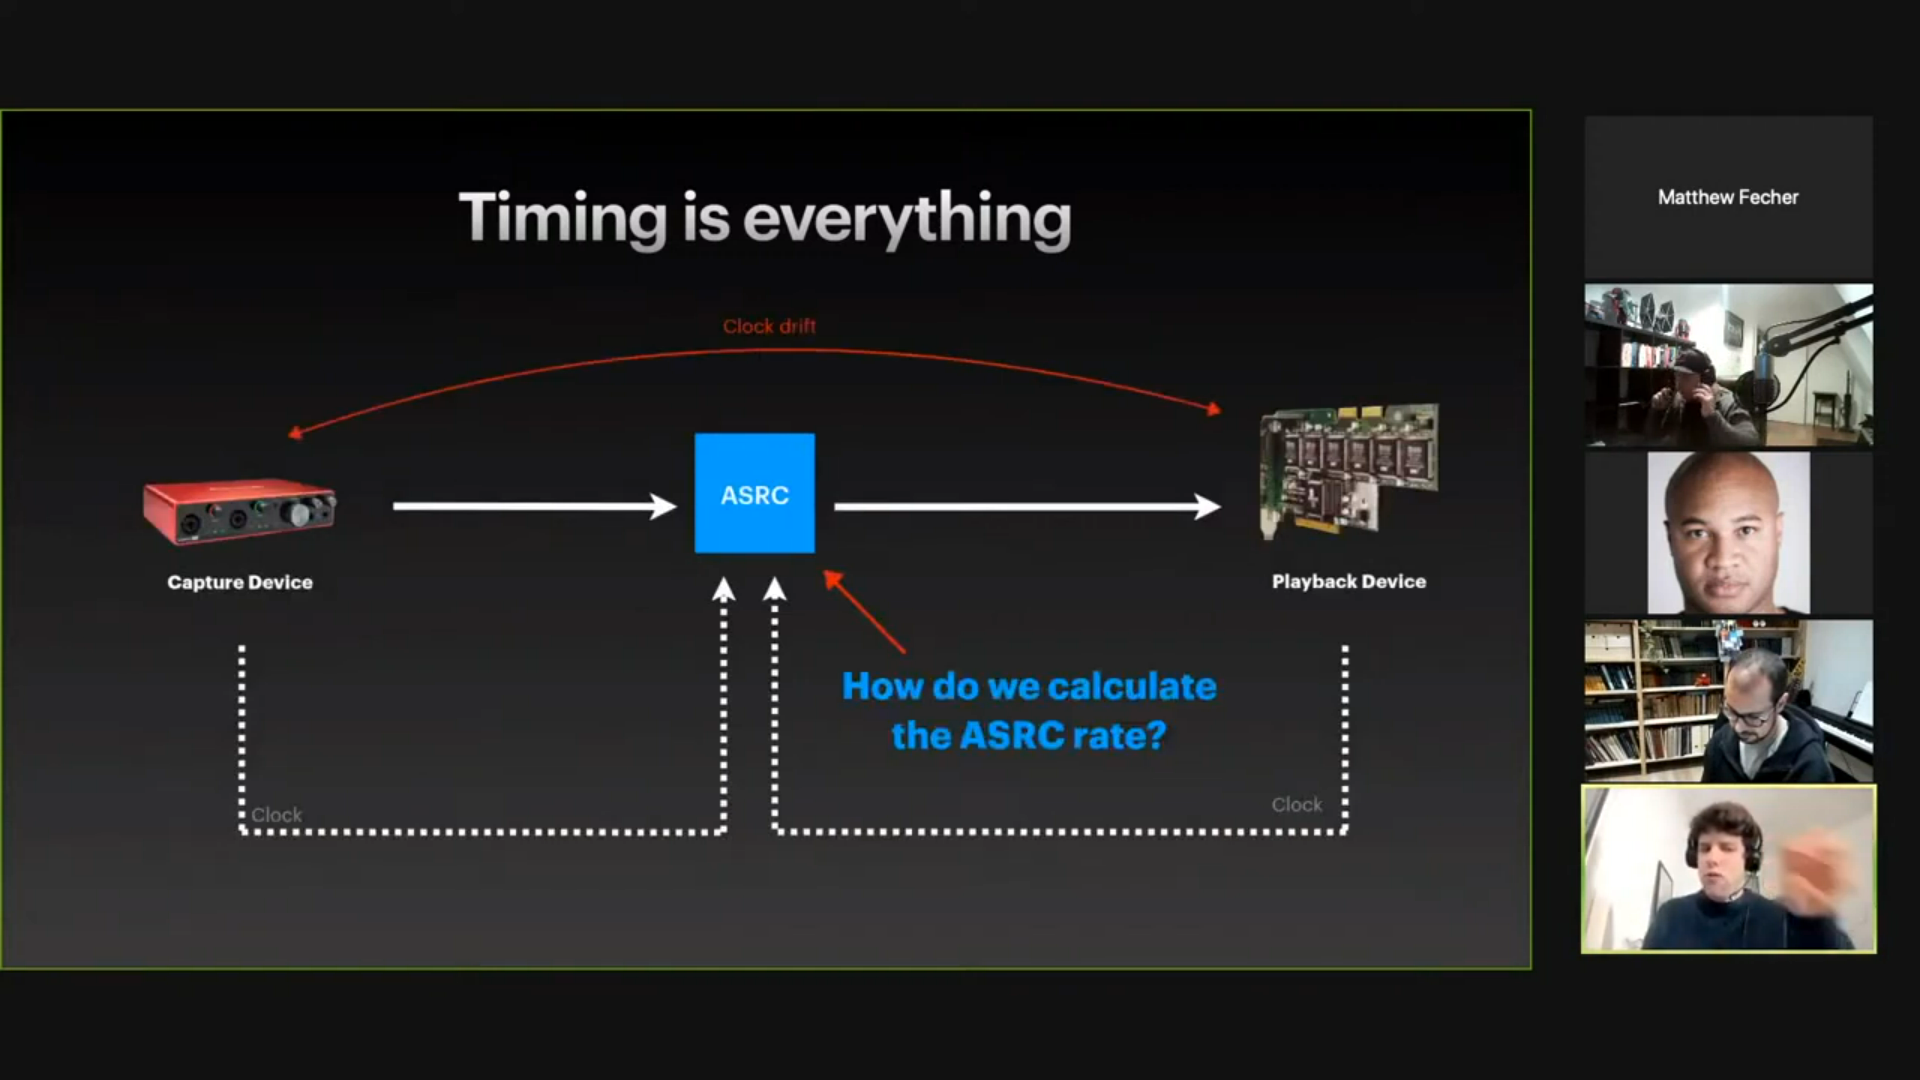 Timing is everything
Clock drift
ASRC
Capture Device
Playback Device
How do we calculate
the ASRC rate?
Clock
Clock
Matthew Fecher